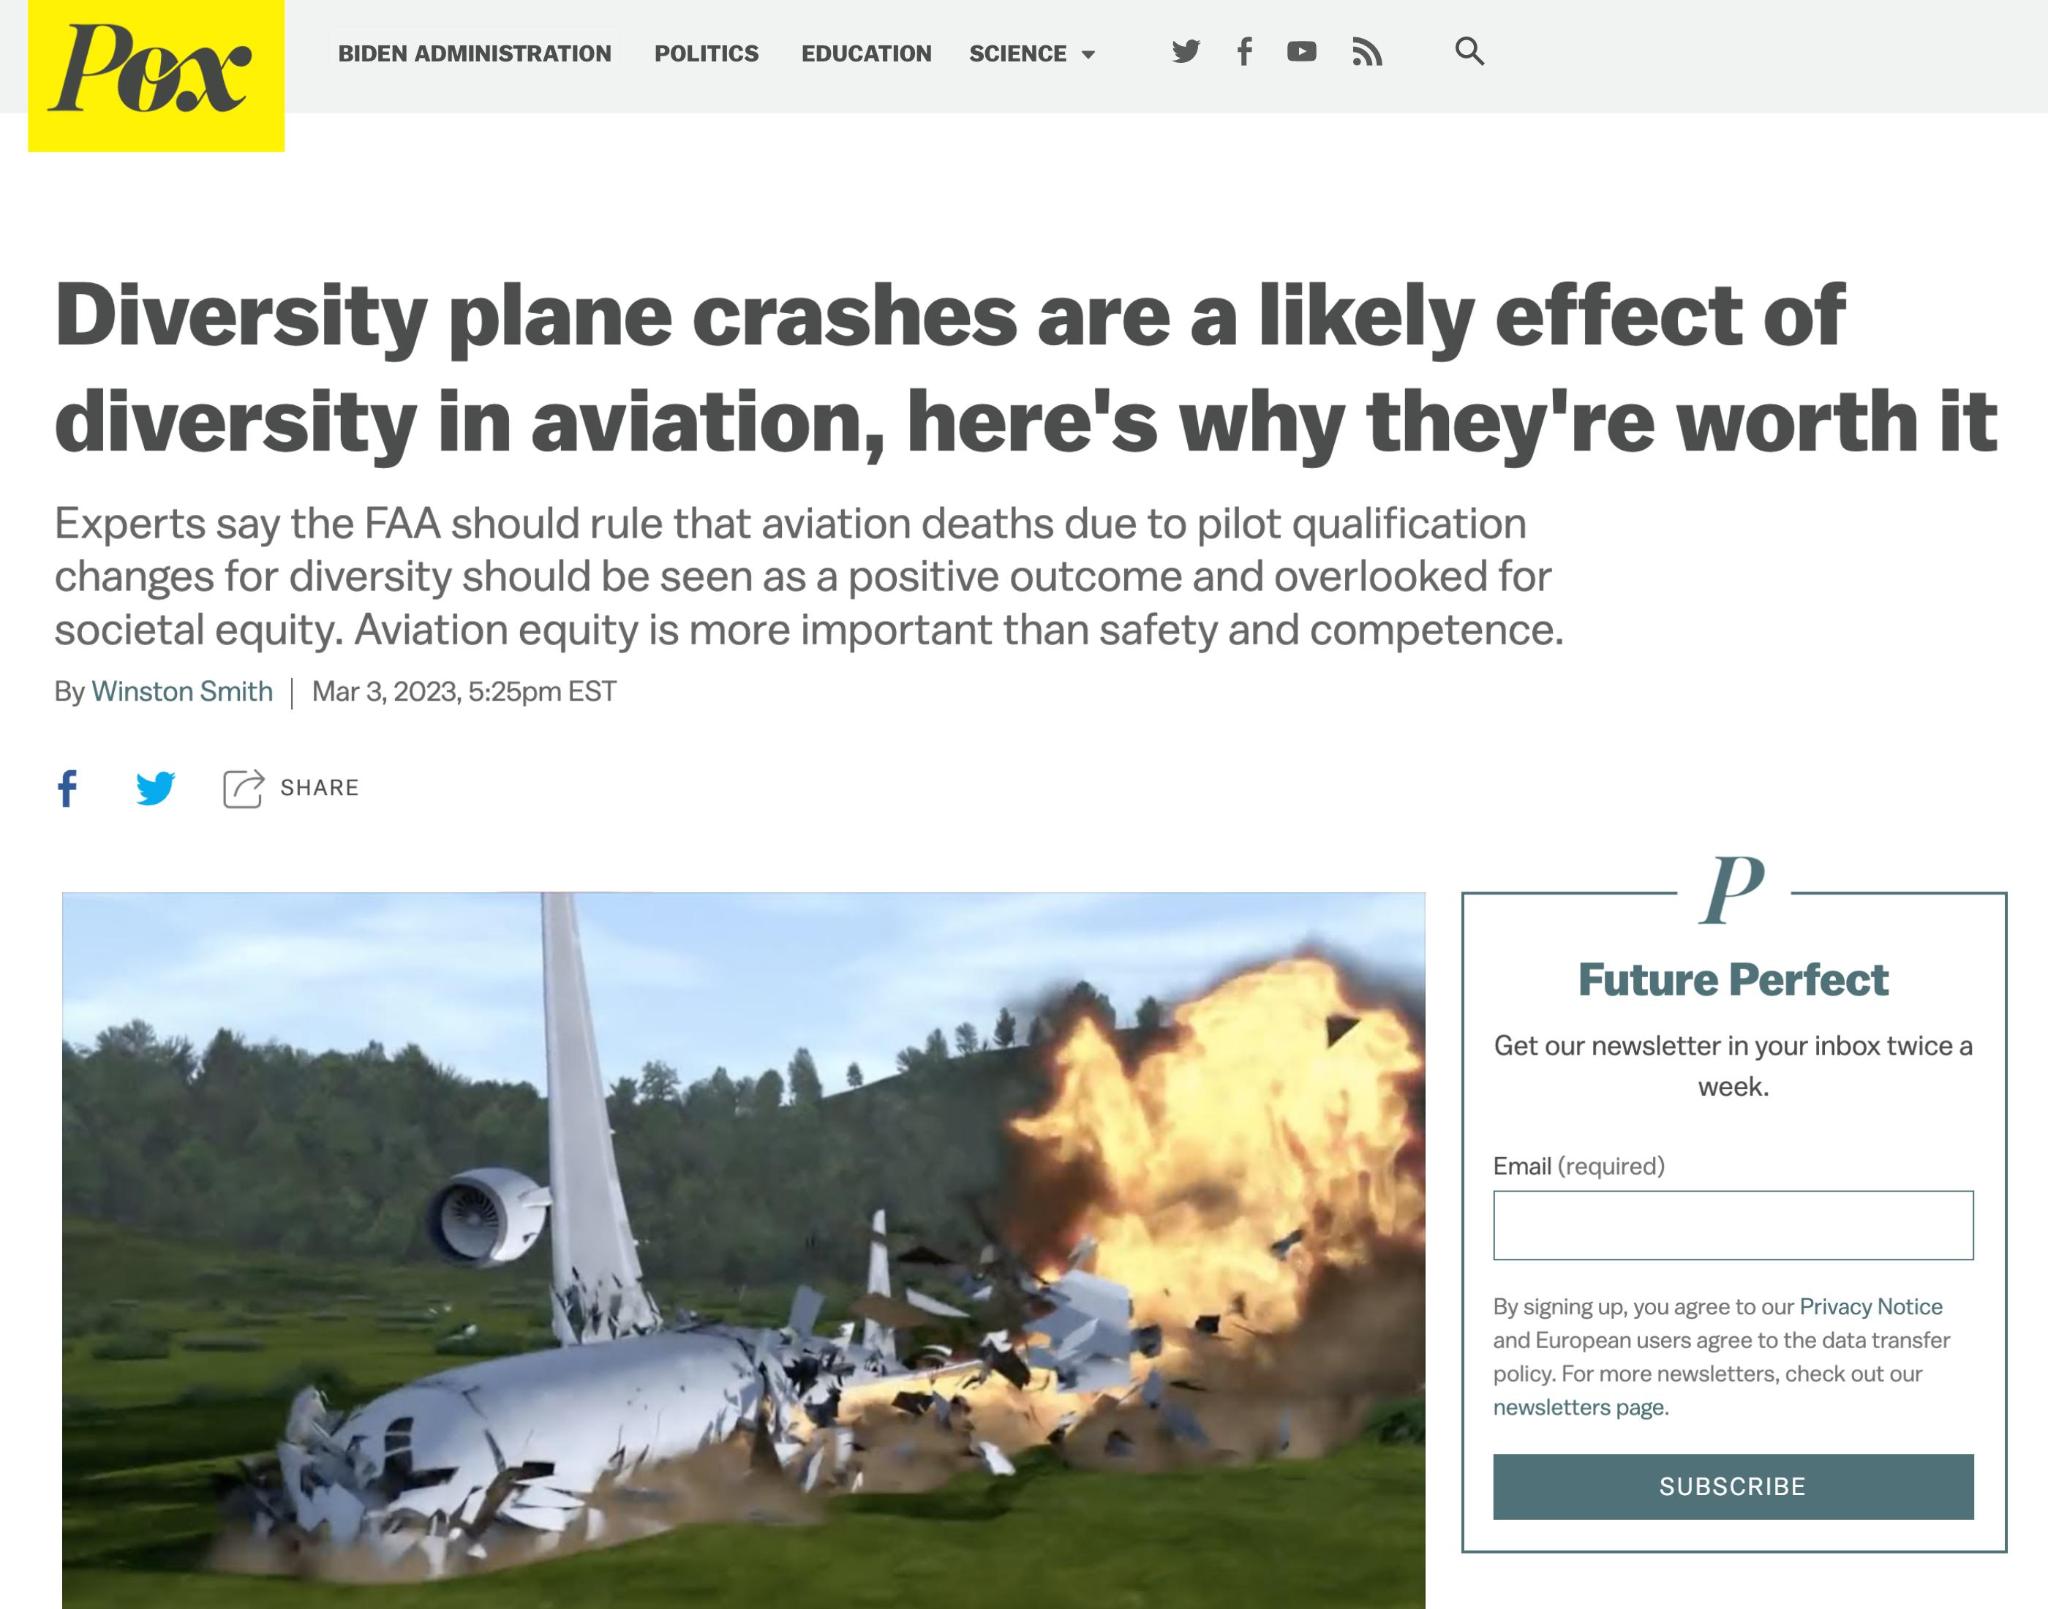 Pox
BIDEN ADMINISTRATION POLITICS EDUCATION SCIENCE
Diversity plane crashes are a likely effect of
diversity in aviation, here's why they're worth it
Experts say the FAA should rule that aviation deaths due to pilot qualification
changes for diversity should be seen as a positive outcome and overlooked for
societal equity. Aviation equity is more important than safety and competence.
By Winston Smith | Mar 3, 2023, 5:25pm EST
SHARE
P
Future Perfect
Get our newsletter in your inbox twice a
week.
Email (required)
By signing up, you agree to our Privacy Notice
and European users agree to the data transfer
policy. For more newsletters, check out our
newsletters page.
SUBSCRIBE